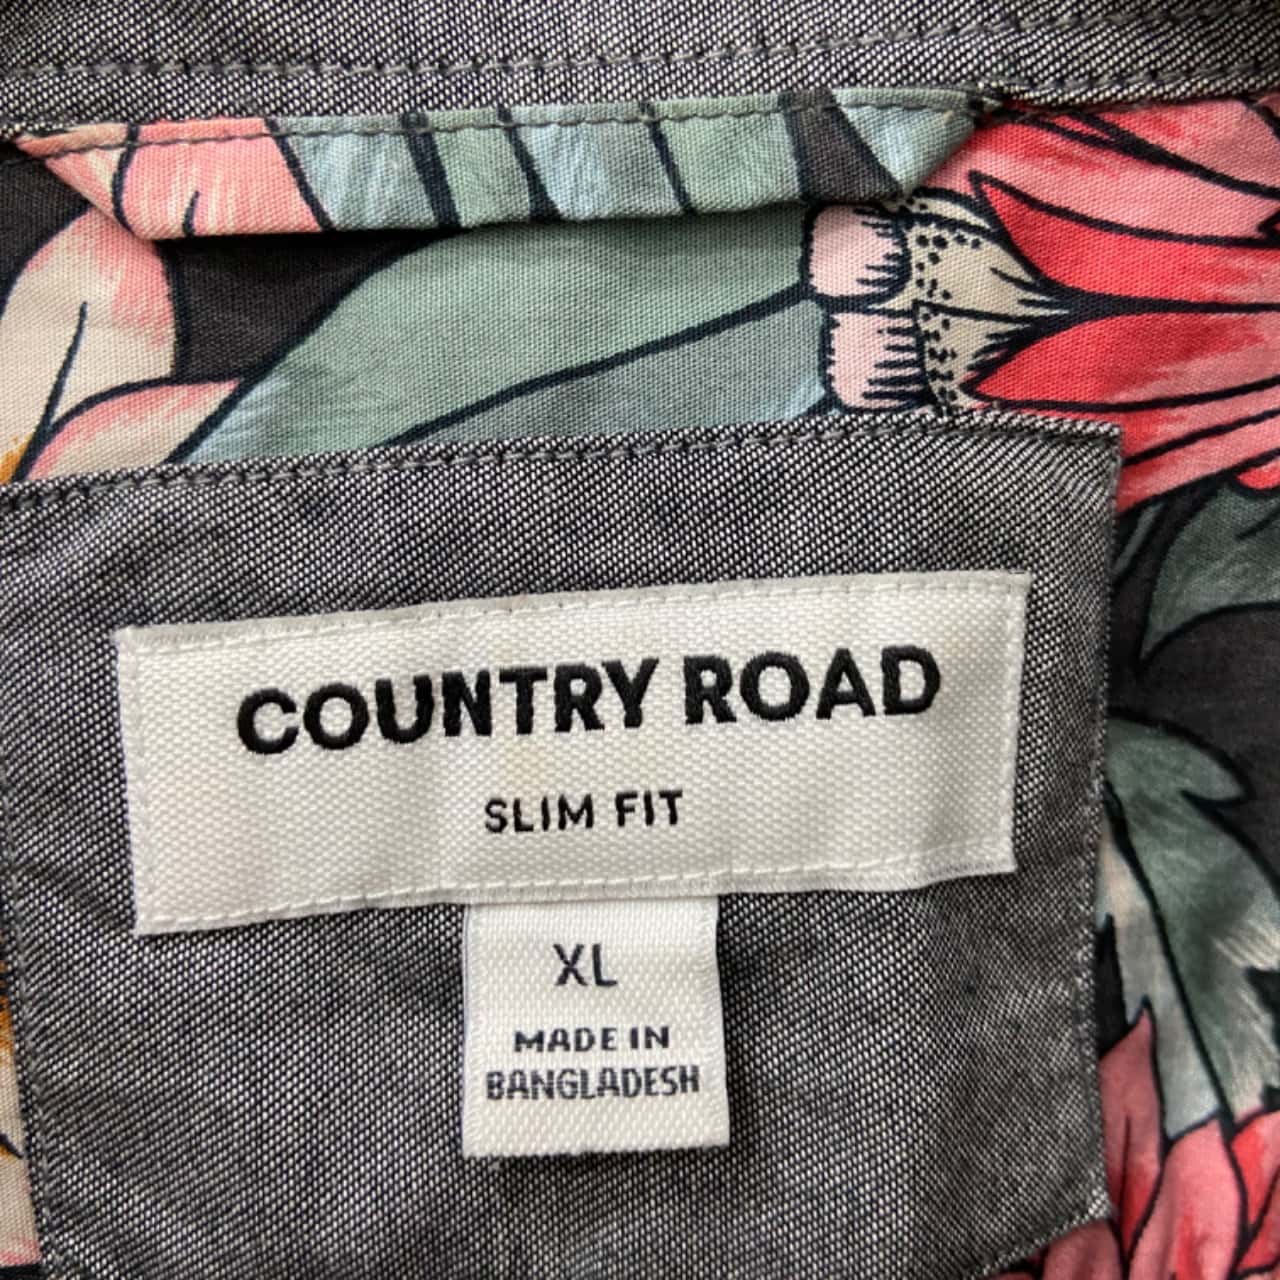 COUNTRY ROAD
SLIM FIT
XL
MADE IN
BANGLADESH